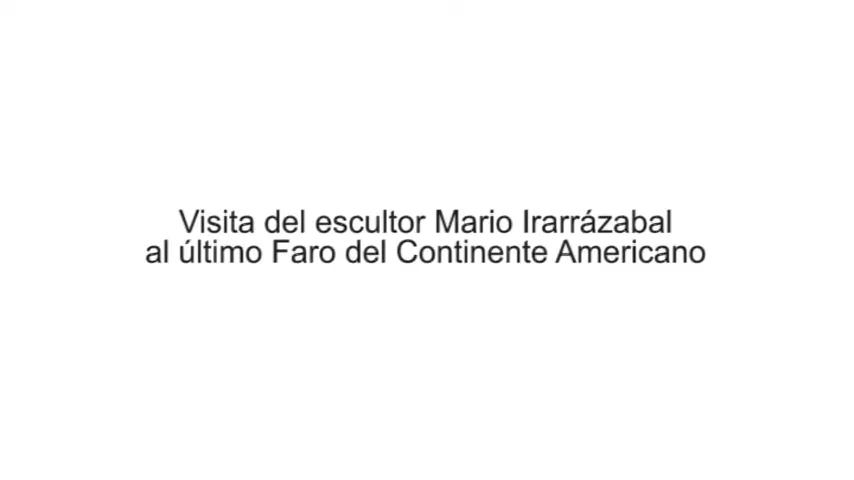 Visita del escultor Mario Irarrázabal
al último Faro del Continente Americano